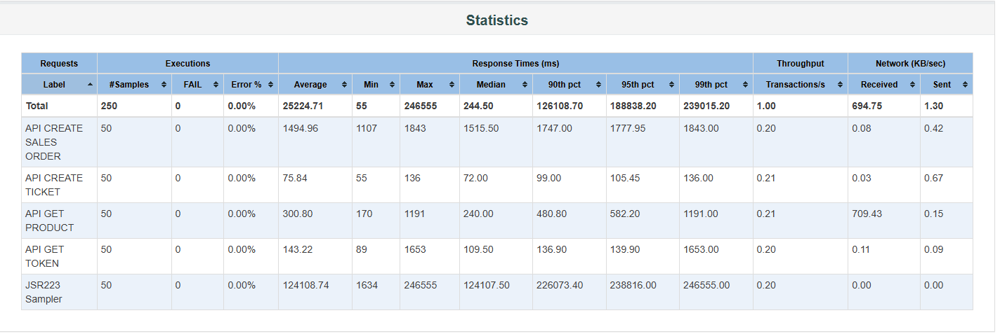 Statistics
Requests Executions Response Times (ms) Throughput Network (KB/sec)
Label #Samples FAIL Error % Average Min Max Median 90th pct 95th pct 99th pct Transactions/s Received Sent
Total 250 0 0.00% 25224.71 55 246555 244.50 126108.70 188838.20 239015.20 1.00 694.75 1.30
API CREATE 50 0 0.00% 1494.96 1107 1843 1515.50 1747.00 1777.95 1843.00 0.20 0.08 0.42
SALES
ORDER
API CREATE 50 0 0.00% 75.84 55 136 72.00 99.00 105.45 136.00 0.21 0.03 0.67
TICKET
API GET 50 0 0.00% 300.80 170 1191 240.00 480.80 582.20 1191.00 0.21 709.43 0.15
PRODUCT
API GET 50 0 0.00% 143.22 89 1653 109.50 136.90 139.90 1653.00 0.20 0.11 0.09
TOKEN
JSR223 50 0 0.00% 124108.74 1634 246555 124107.50 226073.40 238816.00 246555.00 0.20 0.00 0.00
Sampler